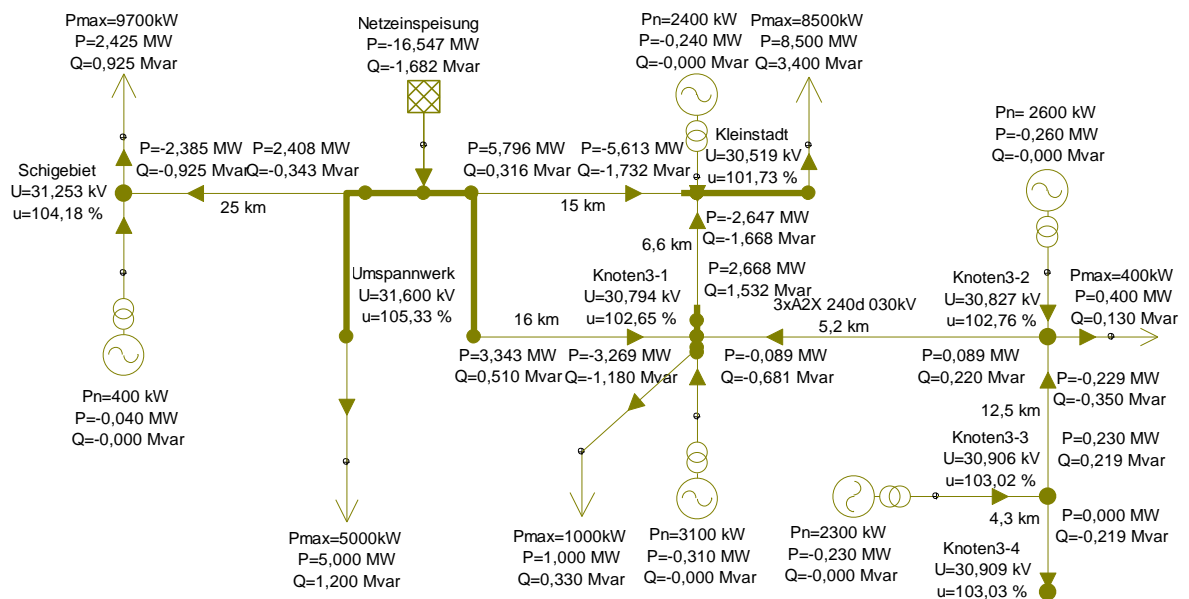 Pmax=9700kW
P=2,425 MW
Q=0,925 Mvar
Netzeinspeisung
P=-16,547 MW
Q=-1,682 Mvar
Pn=2400 kW
P=-0,240 MW
Q=-0,000 Mvar
Pmax=8500kW
P=8,500 MW
Q=3,400 Mvar
Pn= 2600 kW
P=-0,260 MW
Q=-0,000 Mvar
Schigebiet
U=31,253 kV
u=104,18 %
P=-2,385 MW
Q=-0,925 Mvar
P=2,408 MW
Q=-0,343 Mvar
25 km
P=5,796 MW
Q=0,316 Mvar
P=-5,613 MW
Q=-1,732 Mvar
15 km
Kleinstadt
U=30,519 kV
u=101,73 %
P=-2,647 MW
Q=-1,668 Mvar
6,6 km
P=2,668 MW
Q=1,532 Mvar
Umspannwerk
U=31,600 kV
u=105,33 %
Knoten3-1
U=30,794 kV
u=102,65 %
16 km
3xA2X 240d 030kV
5,2 km
Knoten3-2
U=30,827 kV
u=102,76 %
Pmax=400kW
P=0,400 MW
Q=0,130 Mvar
P=3,343 MW
Q=0,510 Mvar
P=-3,269 MW
Q=-1,180 Mvar
P=-0,089 MW
Q=-0,681 Mvar
P=0,089 MW
Q=0,220 Mvar
P=-0,229 MW
Q=-0,350 Mvar
12,5 km
Pn=400 kW
P=-0,040 MW
Q=-0,000 Mvar
Knoten3-3
U=30,906 kV
u=103,02 %
P=0,230 MW
Q=0,219 Mvar
4,3 km
P=0,000 MW
Q=-0,219 Mvar
Pmax=5000kW
P=5,000 MW
Q=1,200 Mvar
Pmax=1000kW
P=1,000 MW
Q=0,330 Mvar
Pn=3100 kW
P=-0,310 MW
Q=-0,000 Mvar
Pn=2300 kW
P=-0,230 MW
Q=-0,000 Mvar
Knoten3-4
U=30,909 kV
u=103,03 %